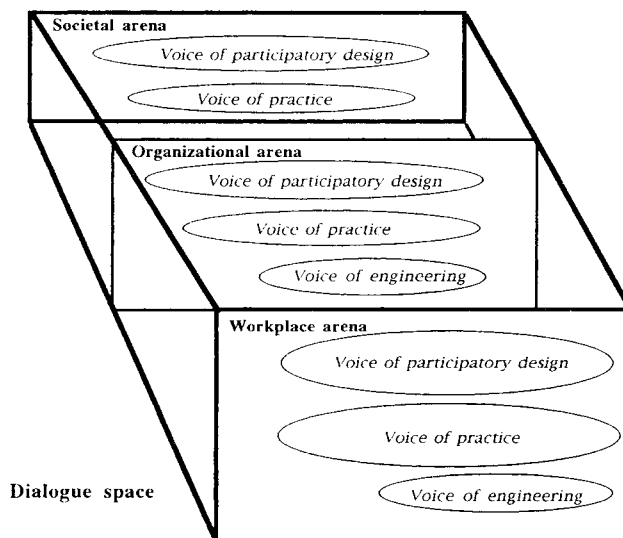 Societal arena
Voice of participatory design
Voice of practice
Organizational arena
Voice of participatory design
Voice of practice
Voice of engineering
Workplace arena
Voice of participatory design
Voice of practice
Dialogue space
Voice of engineering